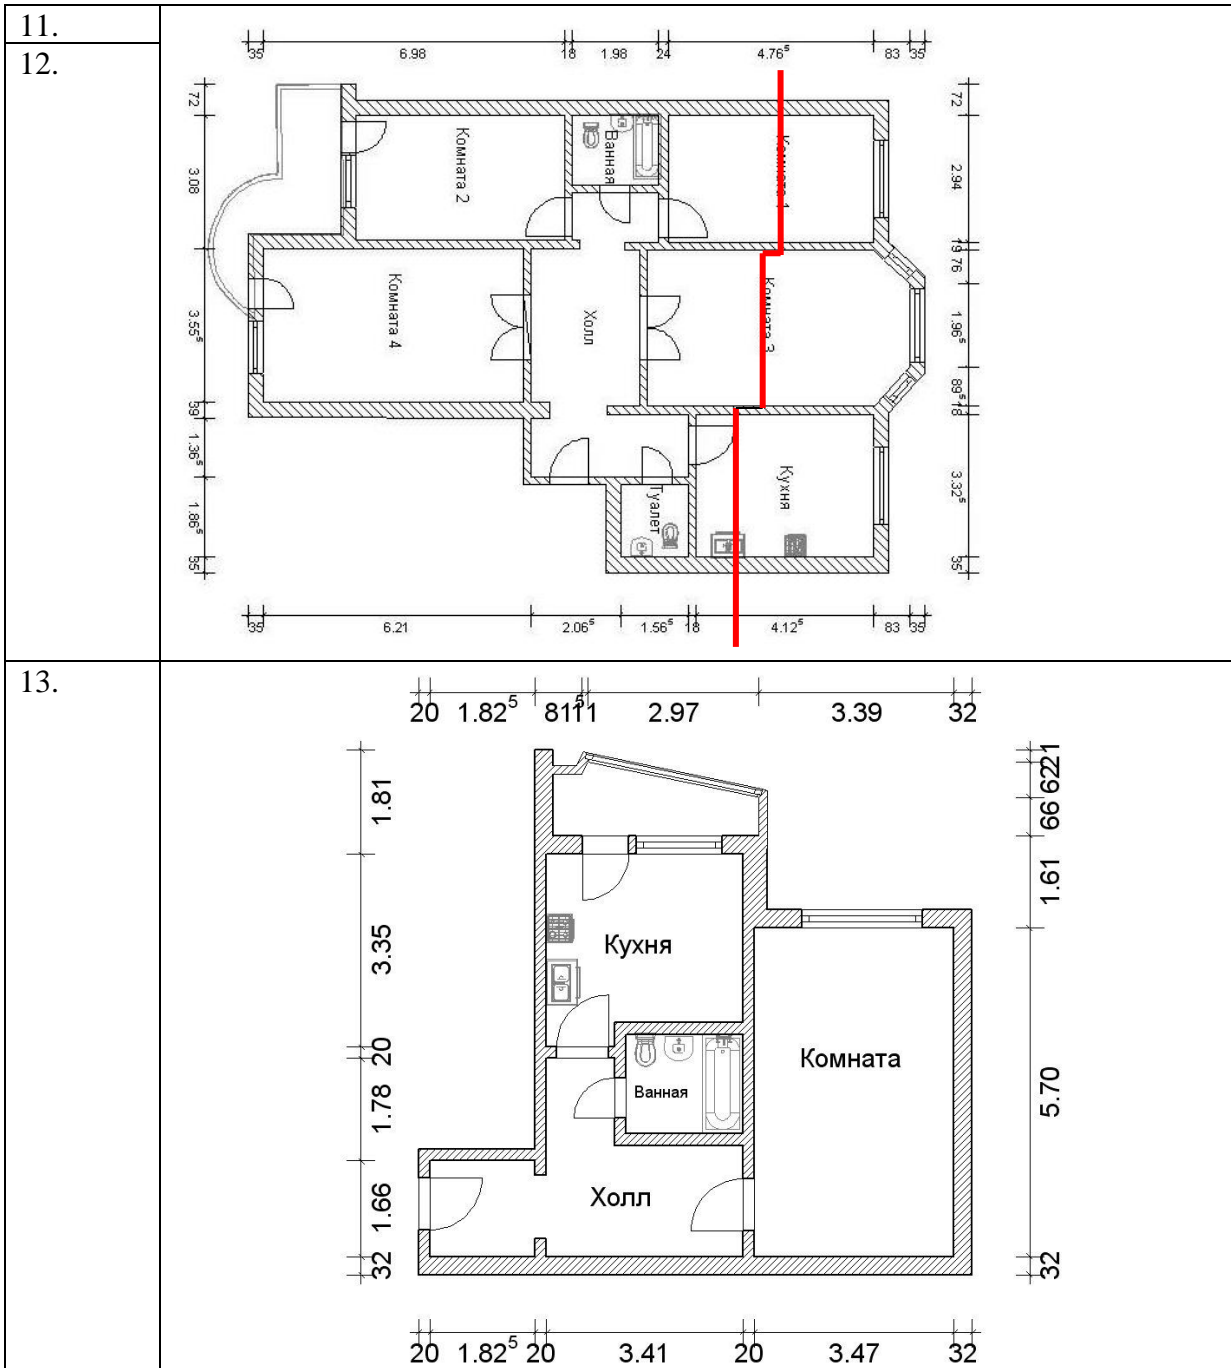 11.
12.
35 6.98 18 1.98 24 4.76⁵ 83 35
72 3.08 3.55⁵ 39 1.36⁵ 1.86⁵ 35
Комната 2
Ванная
Комната 1
Комната 4
Холл
Комната 3
Туалет
Кухня
72 2.94 19 76 1.96⁵ 89⁵ 18 3.32⁵ 35
35 6.21 2.06⁵ 1.56⁵ 18 4.12⁵ 83 35
13.
20 1.82⁵ 81⁵ 11 2.97 3.39 32
1.81 3.35 20 1.78 1.66 32
Кухня
Ванная
Комната
Холл
21 62 66 1.61 5.70 32
20 1.82⁵ 20 3.41 20 3.47 32